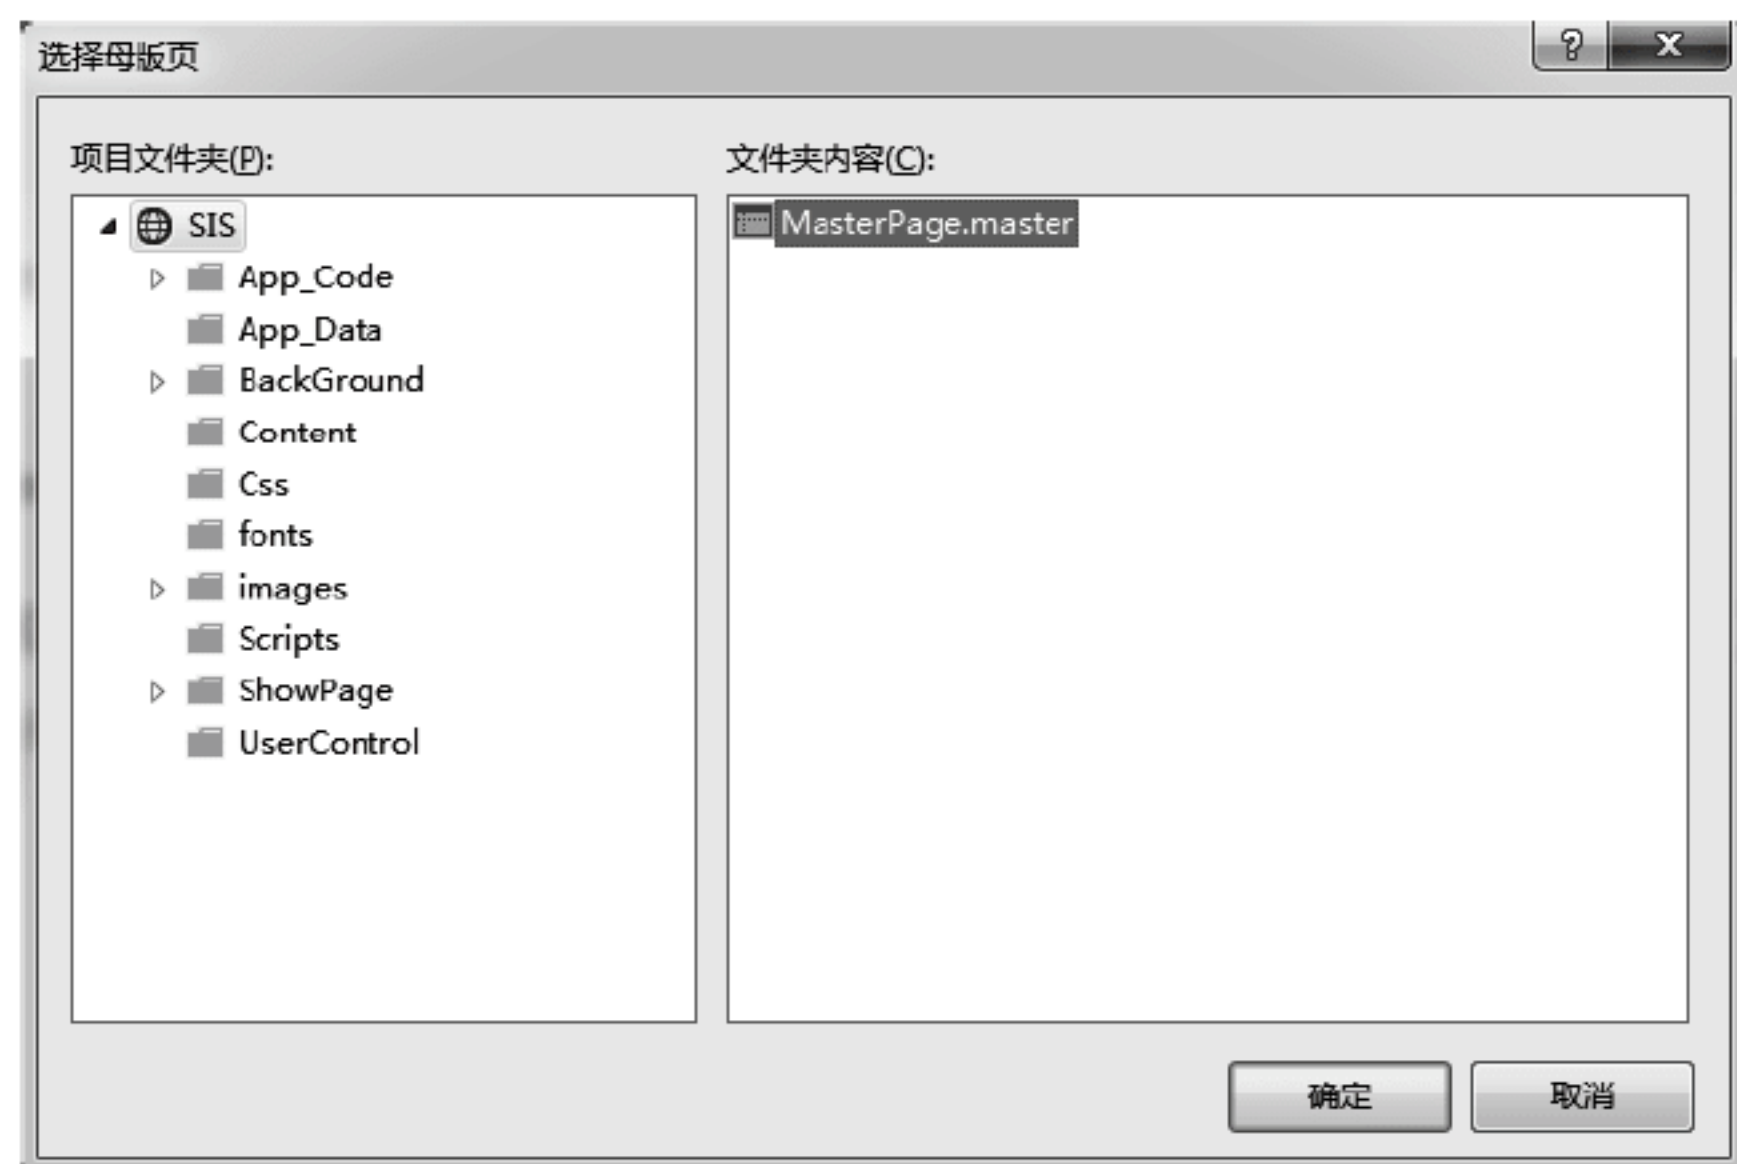 选择母版页
项目文件夹(P):
SIS
App_Code
App_Data
BackGround
Content
Css
fonts
images
Scripts
ShowPage
UserControl
文件夹内容(C):
MasterPage.master
确定
取消